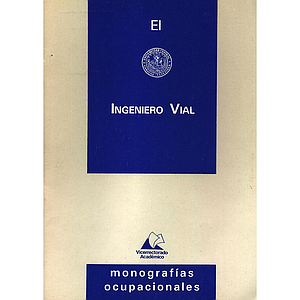 El
INGENIERO VIAL
Vicerrectorado
Académico
monografías
ocupacionales